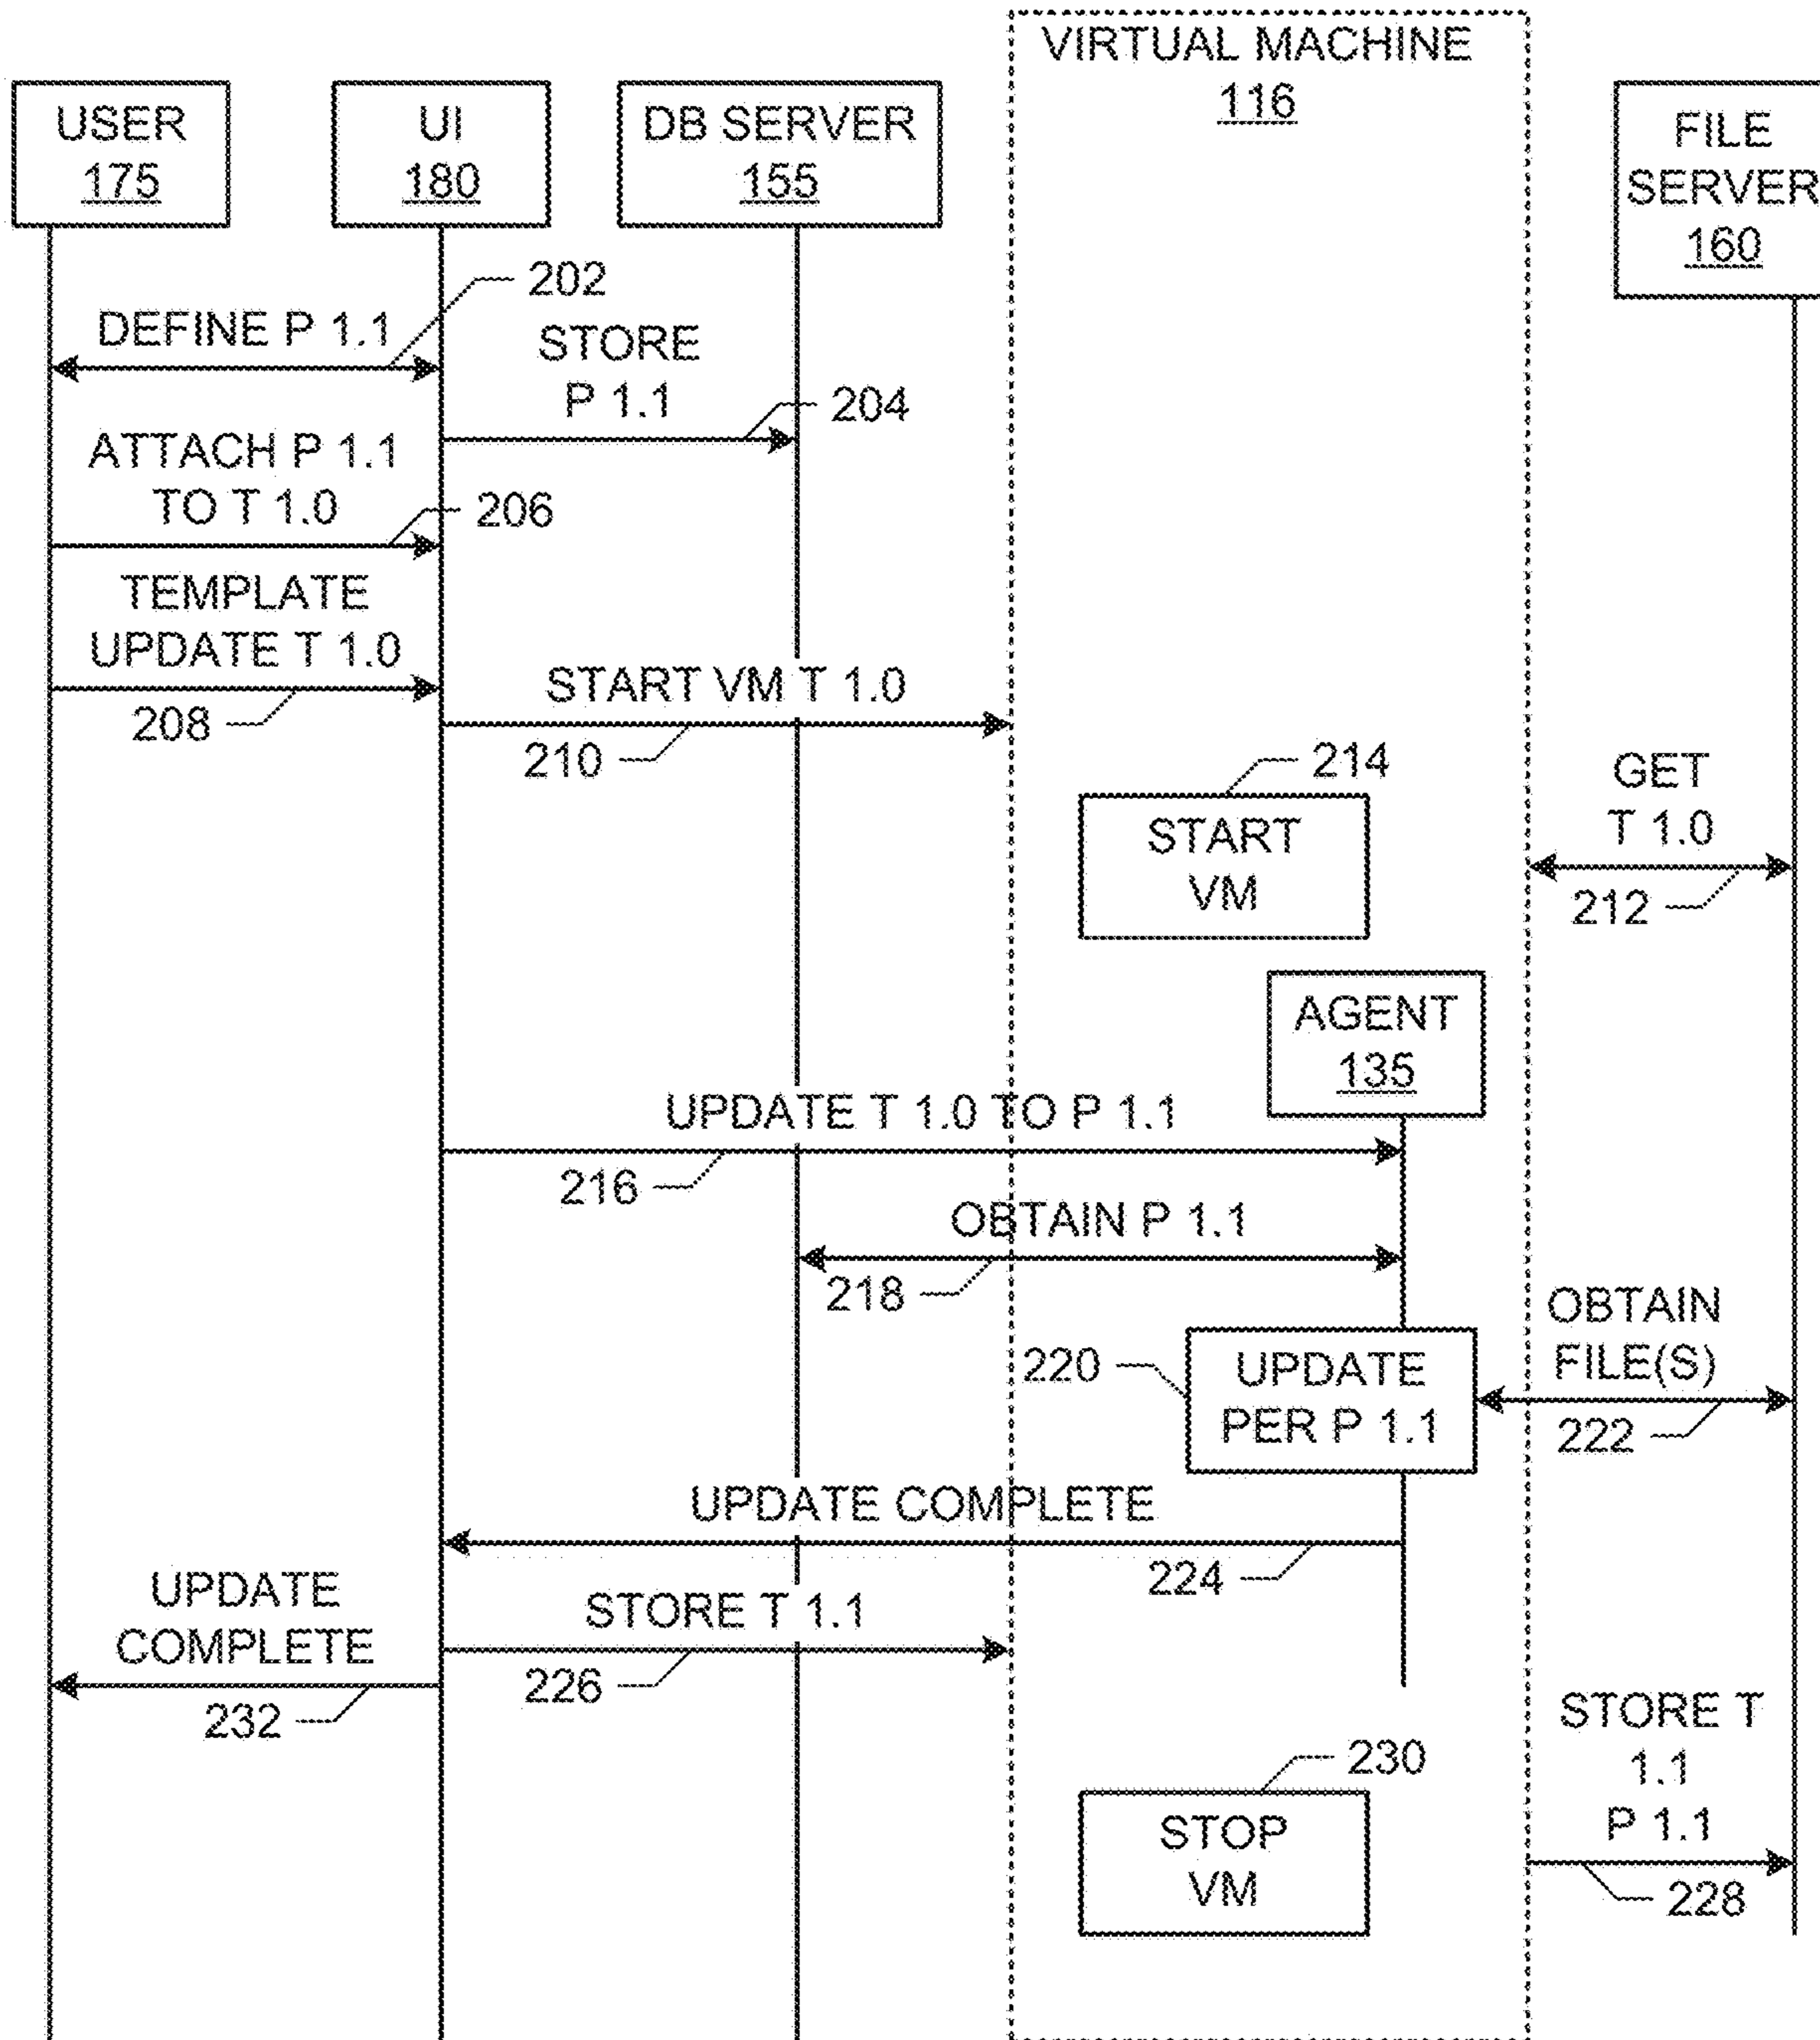 VIRTUAL MACHINE
116
USER
175
UI
180
DB SERVER
155
FILE
SERVER
160
202
DEFINE P 1.1
STORE
P 1.1
204
ATTACH P 1.1
TO T 1.0
206
TEMPLATE
UPDATE T 1.0
208
START VM T 1.0
210
214
START
VM
GET
T 1.0
212
AGENT
135
UPDATE T 1.0 TO P 1.1
216
OBTAIN P 1.1
218
220
UPDATE
PER P 1.1
OBTAIN
FILE(S)
222
UPDATE COMPLETE
224
UPDATE
COMPLETE
232
STORE T 1.1
226
230
STOP
VM
STORE T
1.1
P 1.1
228